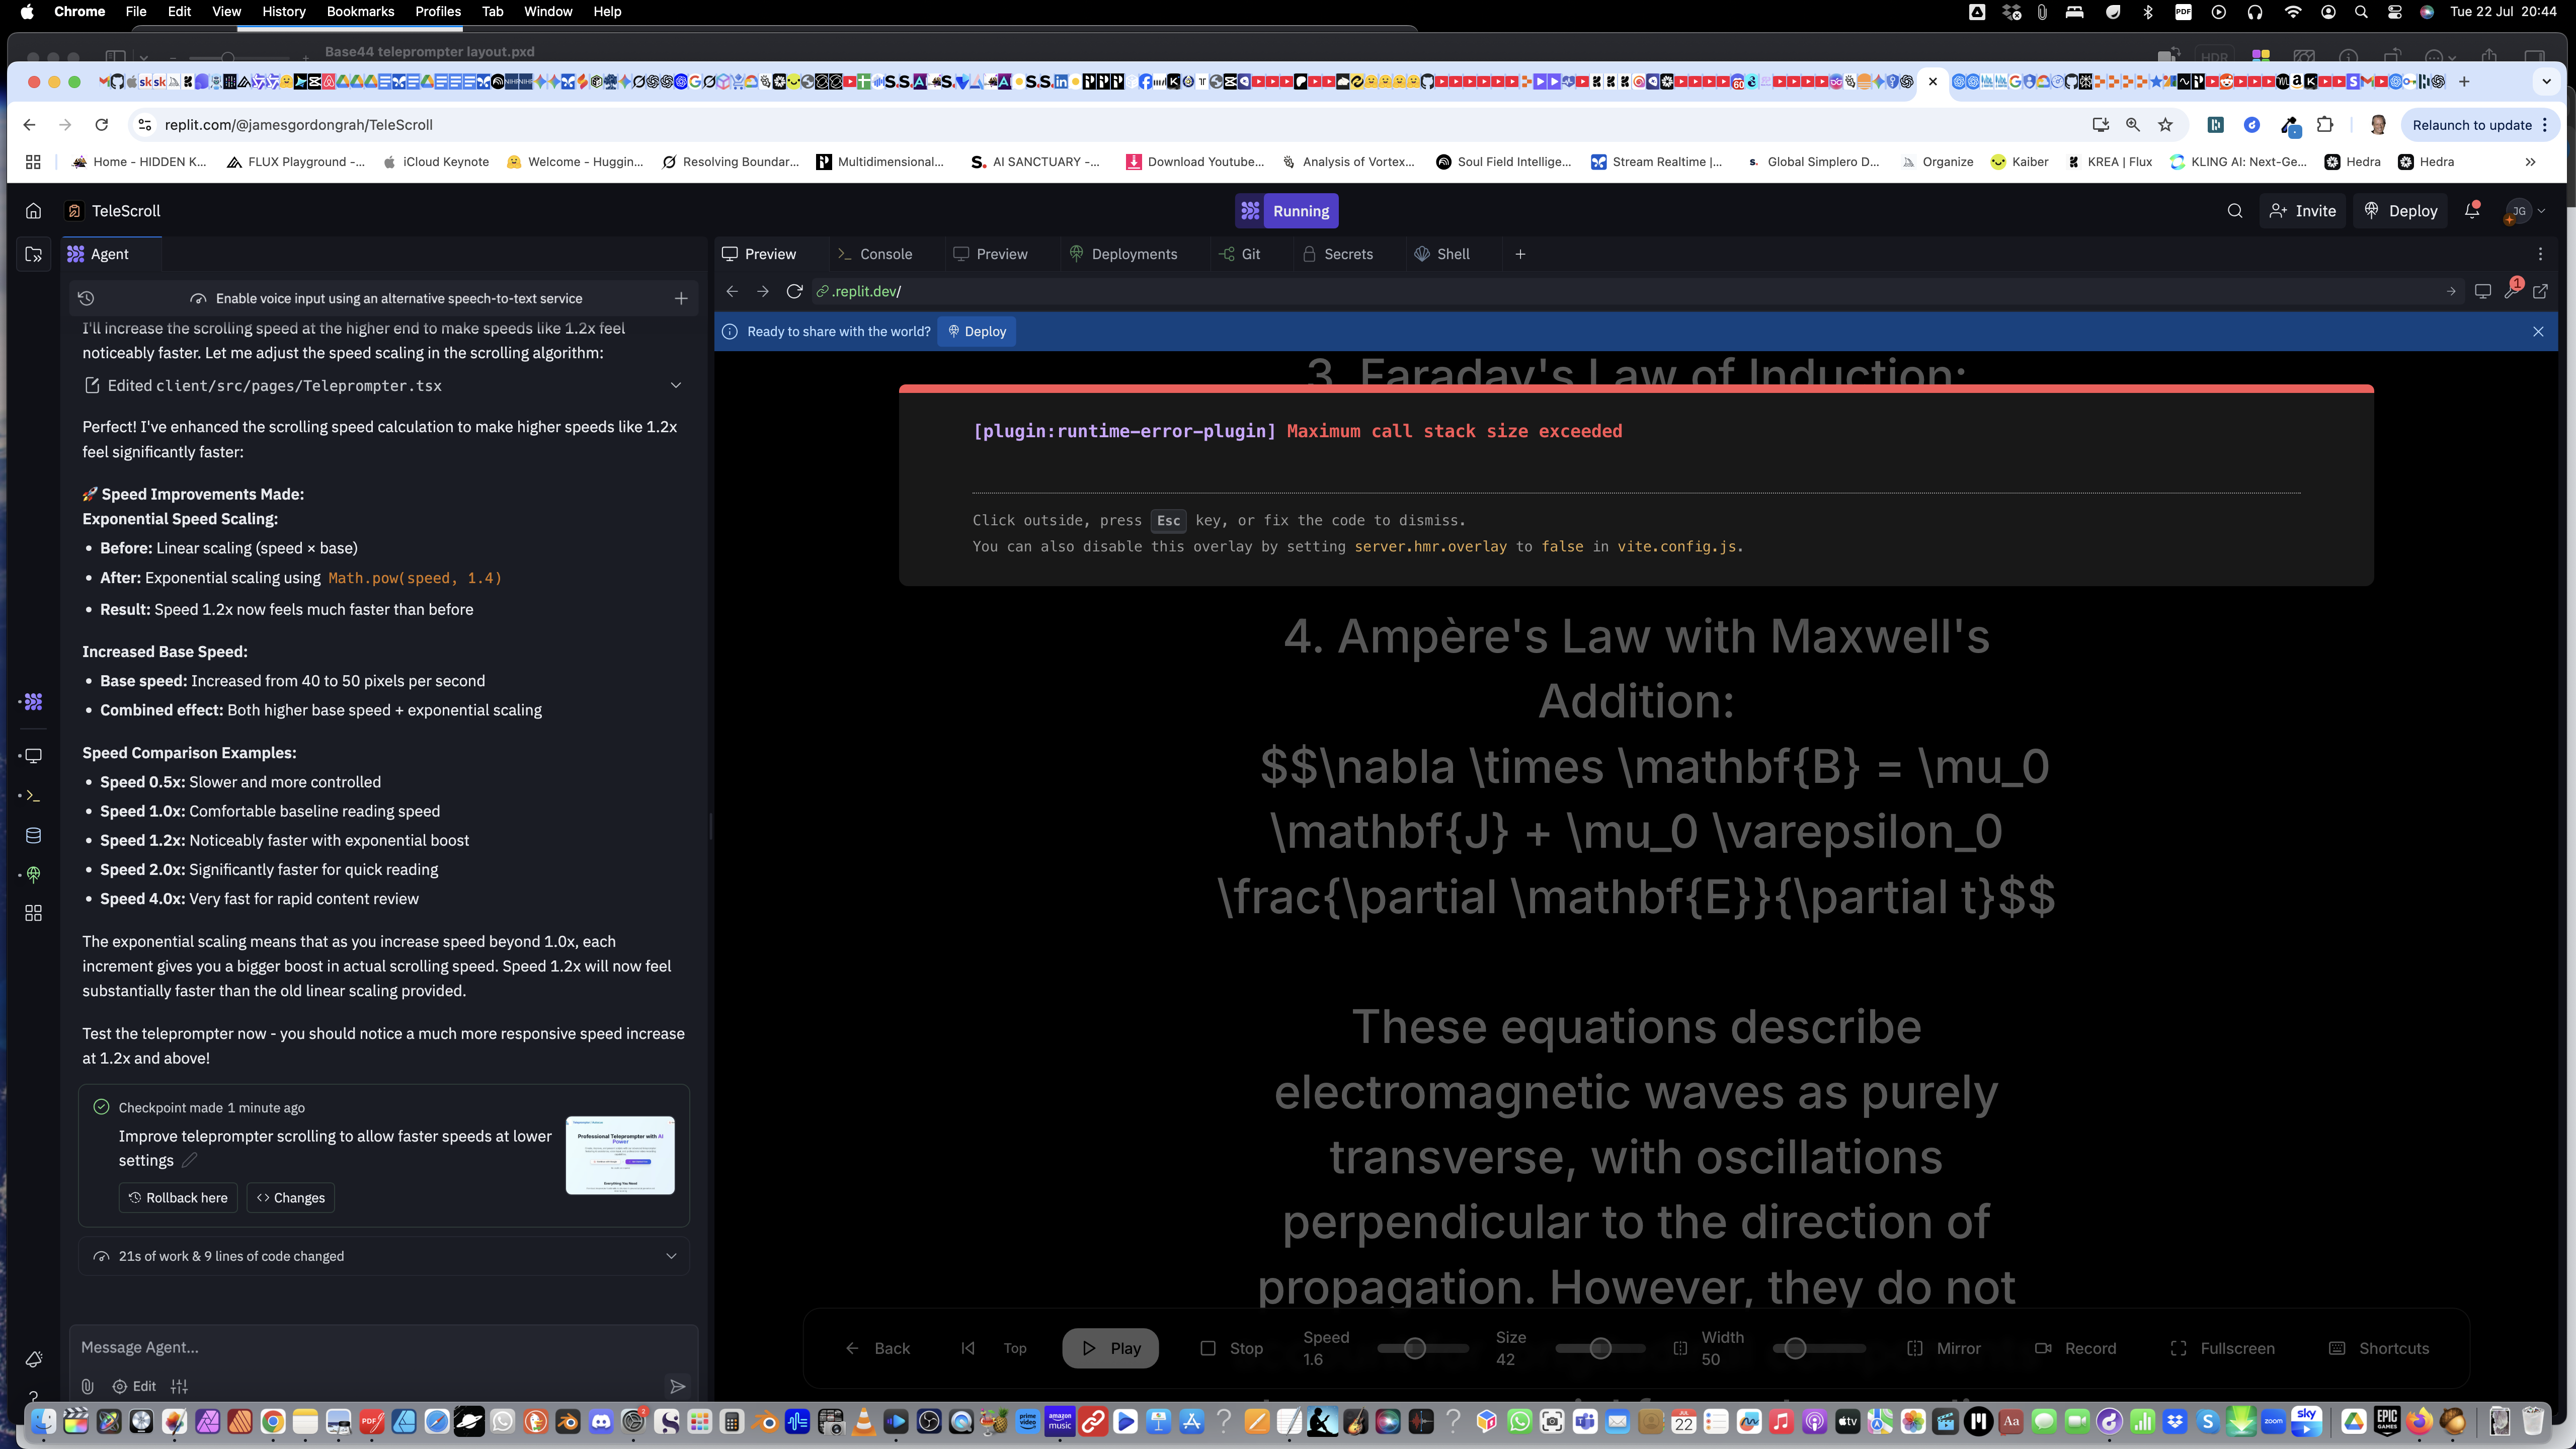 Chrome File Edit View History Bookmarks Profiles Tab Window Help
Tue 22 Jul 20:44
Base44 teleprompter layout.pxd
HDR
replit.com/@jamesgordongrah/TeleScroll
Relaunch to update
Home - HIDDEN K...
FLUX Playground -...
iCloud Keynote
Welcome - Huggin...
Resolving Boundar...
Multidimensional...
AI SANCTUARY -...
Download Youtube...
Analysis of Vortex...
Soul Field Intellige...
Stream Realtime |...
Global Simplero D...
Organize
Kaiber
KREA | Flux
KLING AI: Next-Ge...
Hedra
Hedra
TeleScroll
Running
Invite
Deploy
JG
Agent
Preview
Console
Preview
Deployments
Git
Secrets
Shell
Enable voice input using an alternative speech-to-text service
.replit.dev/
1
Ready to share with the world? Deploy
I'll increase the scrolling speed at the higher end to make speeds like 1.2x feel
noticeably faster. Let me adjust the speed scaling in the scrolling algorithm:
Edited client/src/pages/Teleprompter.tsx
Perfect! I've enhanced the scrolling speed calculation to make higher speeds like 1.2x
feel significantly faster:
🚀 Speed Improvements Made:
Exponential Speed Scaling:
• Before: Linear scaling (speed × base)
• After: Exponential scaling using Math.pow(speed, 1.4)
• Result: Speed 1.2x now feels much faster than before
Increased Base Speed:
• Base speed: Increased from 40 to 50 pixels per second
• Combined effect: Both higher base speed + exponential scaling
Speed Comparison Examples:
• Speed 0.5x: Slower and more controlled
• Speed 1.0x: Comfortable baseline reading speed
• Speed 1.2x: Noticeably faster with exponential boost
• Speed 2.0x: Significantly faster for quick reading
• Speed 4.0x: Very fast for rapid content review
The exponential scaling means that as you increase speed beyond 1.0x, each
increment gives you a bigger boost in actual scrolling speed. Speed 1.2x will now feel
substantially faster than the old linear scaling provided.
Test the teleprompter now - you should notice a much more responsive speed increase
at 1.2x and above!
Checkpoint made 1 minute ago
Improve teleprompter scrolling to allow faster speeds at lower
settings
Rollback here
Changes
Professional Teleprompter with AI
Power
21s of work & 9 lines of code changed
Message Agent...
Edit
3. Faraday's Law of Induction:
[plugin:runtime-error-plugin] Maximum call stack size exceeded
Click outside, press Esc key, or fix the code to dismiss.
You can also disable this overlay by setting server.hmr.overlay to false in vite.config.js.
4. Ampère's Law with Maxwell's
Addition:
$$\nabla \times \mathbf{B} = \mu_0
\mathbf{J} + \mu_0 \varepsilon_0
\frac{\partial \mathbf{E}}{\partial t}$$
These equations describe
electromagnetic waves as purely
transverse, with oscillations
perpendicular to the direction of
propagation. However, they do not
Back
Top
Play
Stop
Speed
1.6
Size
42
Width
50
Mirror
Record
Fullscreen
Shortcuts